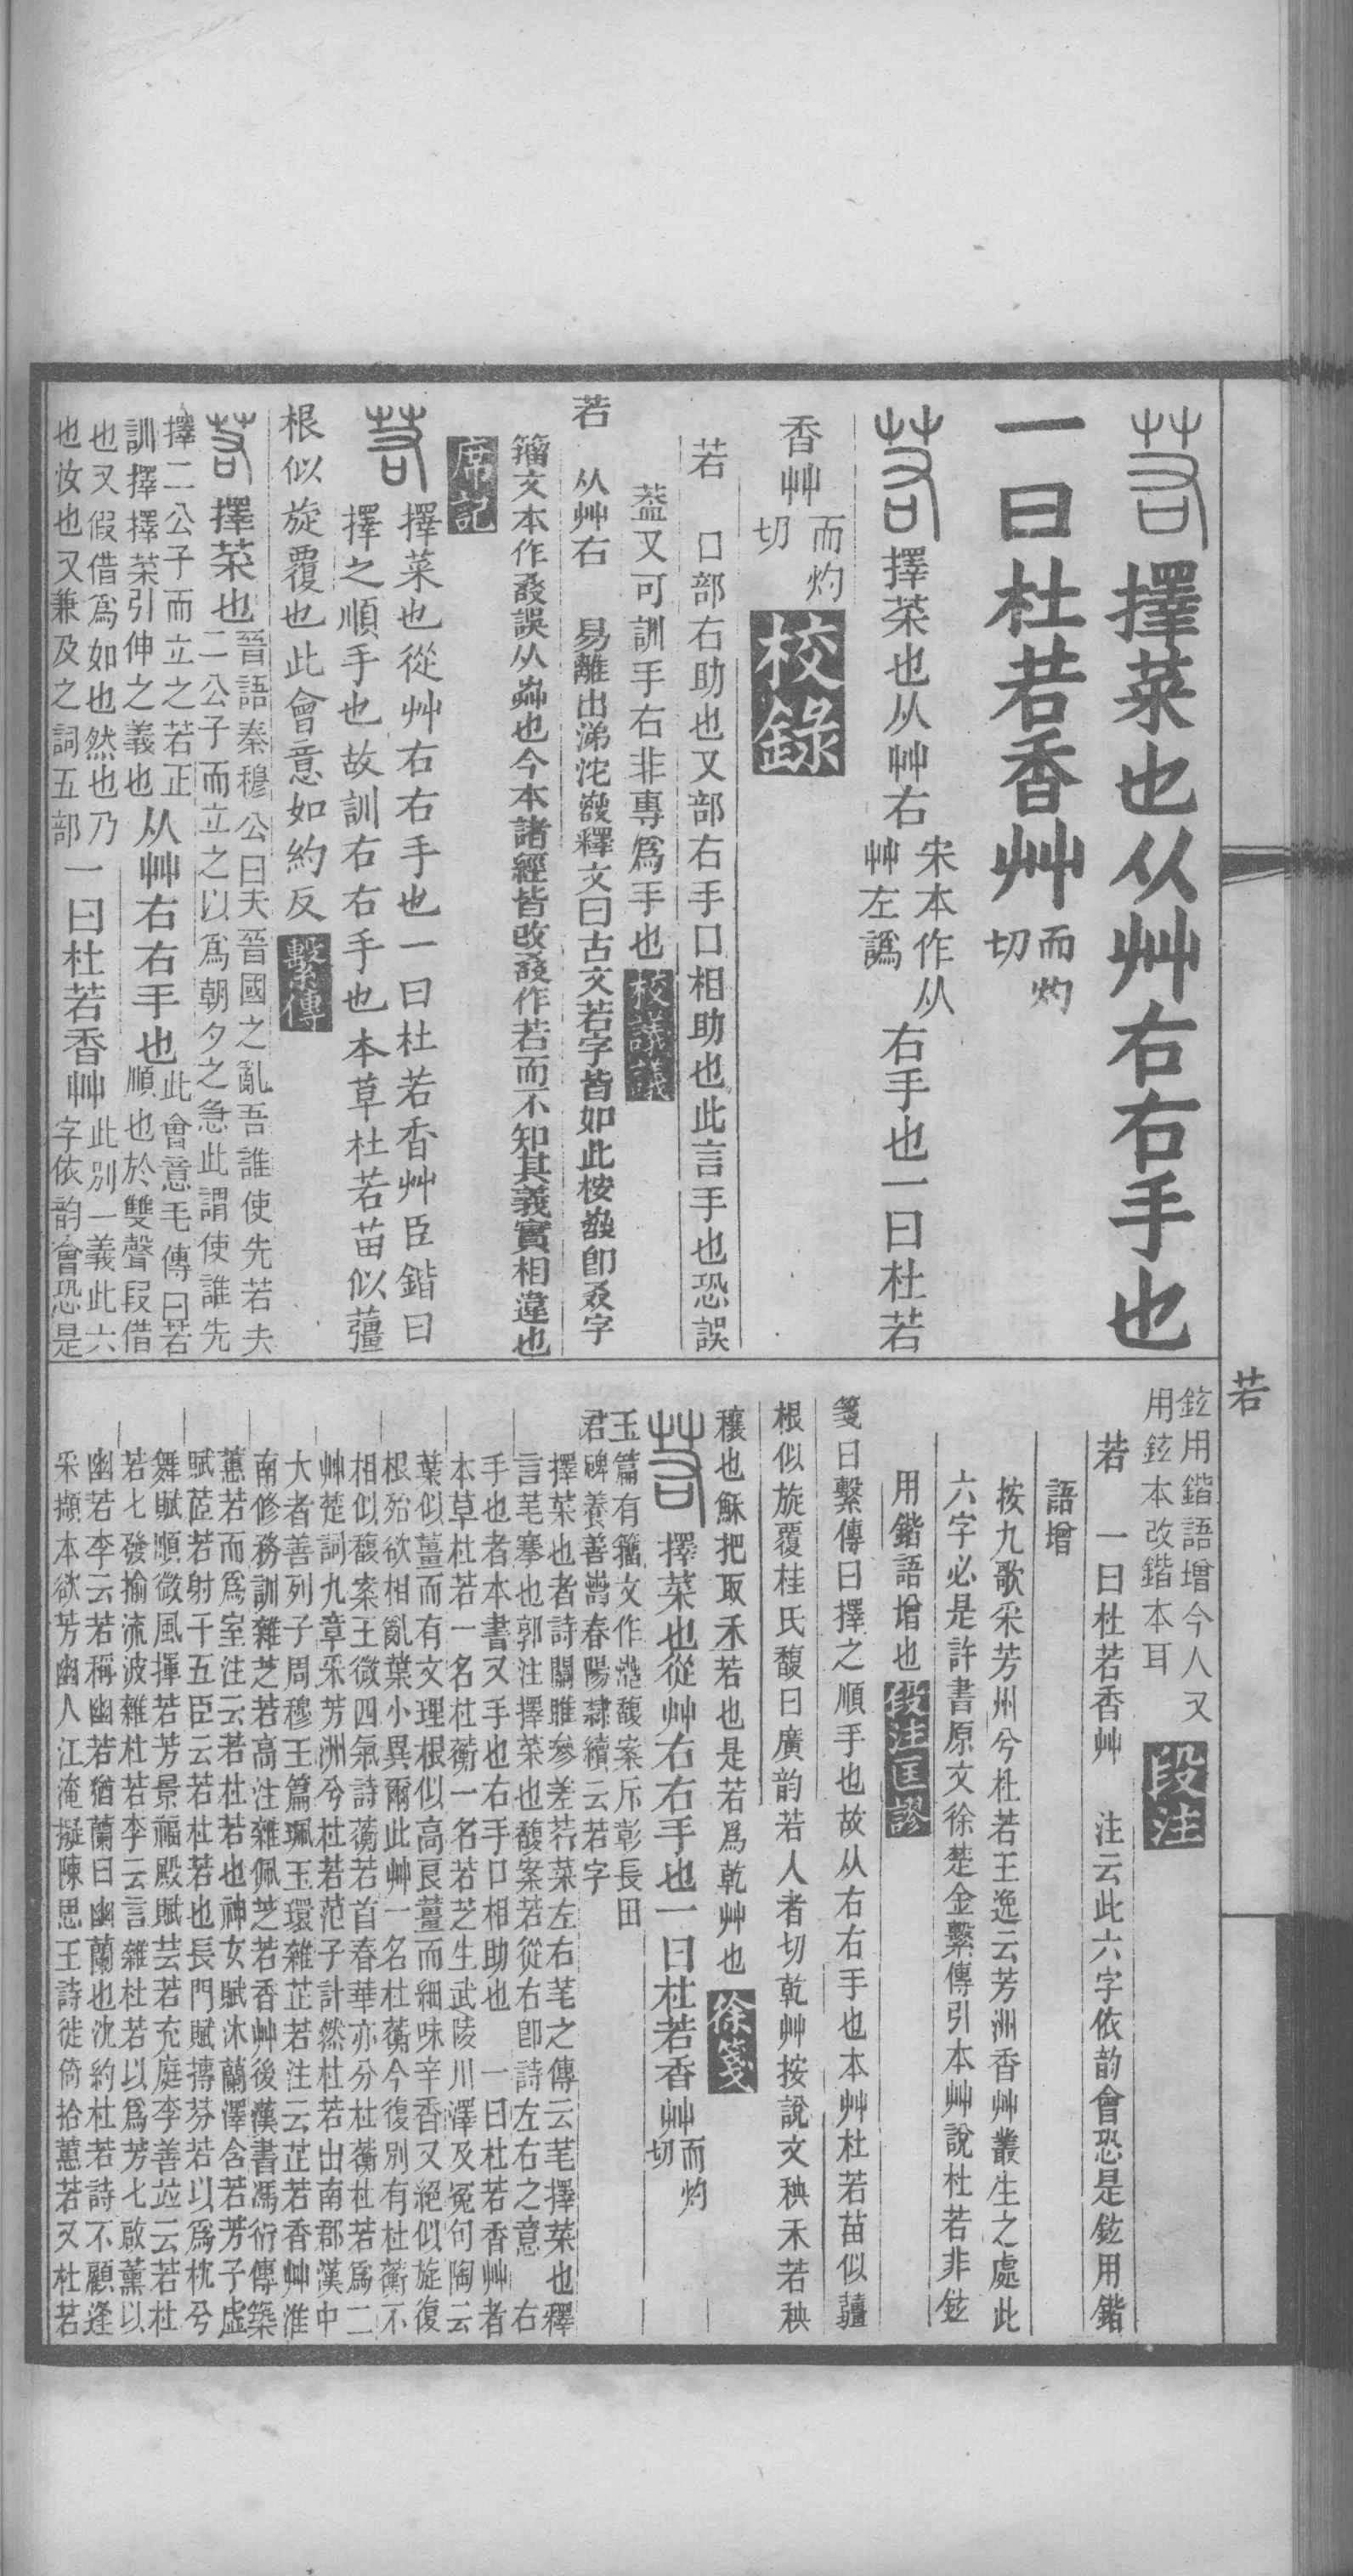 若 擇菜也从艸右右手也
一曰杜若香艸而灼切
若 擇菜也从艸右宋本作从艸左譌右手也一曰杜若
香艸而灼切 校錄
若 口部右助也又部右手口相助也此言手也恐誤
葢又可訓手右非專爲手也 校議議
若 从艸右 易離出涕沱釋文曰古文若字皆如此桉卽叒字
籒文本作叒誤从艸也今本諸經皆改叒作若而不知其義實相違也
席記
若 擇菜也從艸右右手也一曰杜若香艸臣鍇曰
擇之順手也故訓右右手也本草杜若苗似薑
根似旋覆也此會意如約反 繫傳
若 擇菜也晉語秦穆公曰夫晉國之亂吾誰使先若夫
二公子而立之以爲朝夕之急此謂使誰先
擇二公子而立之若正
訓擇擇菜引伸之義也从艸右右手也此會意毛傳曰若
順也於雙聲叚借
也又假借爲如也然也乃
也汝也又兼及之詞五部一曰杜若香艸此別一義此六
字依韵會恐是
鉉用鍇語增今人又
用鉉本改鍇本耳 段注
若 一曰杜若香艸 注云此六字依韵會恐是鉉用鍇
語增
按九歌采芳州兮杜若王逸云芳洲香艸叢生之處此
六字必是許書原文徐楚金繫傳引本艸說杜若非鉉
用鍇語增也 段注匡謬
箋曰繫傳曰擇之順手也故从右右手也本艸杜若苗似薑
根似旋覆桂氏馥曰廣韵若人者切乾艸按說文䄃禾若䄃
穰也穌把取禾若也是若爲乾艸也 徐箋
若 擇菜也從艸右右手也一曰杜若香艸而灼切
玉篇有籒文作馥案斥彰長田
君碑養善春陽隸續云若字
擇菜也者詩關雎參差荇菜左右芼之傳云芼擇菜也釋
言芼搴也郭注擇菜也馥案若從右卽詩左右之意 右
手也者本書又手也右手口相助也 一曰杜若香艸者
本草杜若一名杜蘅一名若芝生武陵川澤及冤句陶云
葉似薑而有文理根似高良薑而細味辛香又絕似旋復
根殆欲相亂葉小異爾此艸一名杜蘅今復別有杜蘅不
相似馥案王微四氣詩蘅若首春華亦分杜蘅杜若爲二
艸楚詞九章采芳洲兮杜若范子計然杜若出南郡漢中
大者善列子周穆王篇珮玉環雜芷若注云芷若香艸淮
南修務訓雜芝若高注雜佩芝若香艸後漢書馮衍傳築
蕙若而爲室注云若杜若也神女賦沐蘭澤含若芳子虛
賦茝若射干五臣云若杜若也長門賦摶芬若以爲枕兮
舞賦順微風揮若芳景福殿賦芸若充庭李善竝云若杜
若七發揄流波雜杜若李云言雜杜若以爲芳七啟薰以
幽若李云若稱幽若猶蘭曰幽蘭也沈約杜若詩不顧逢
采擷本欲芳幽人江淹擬陳思王詩徙倚拾蕙若又杜若
若